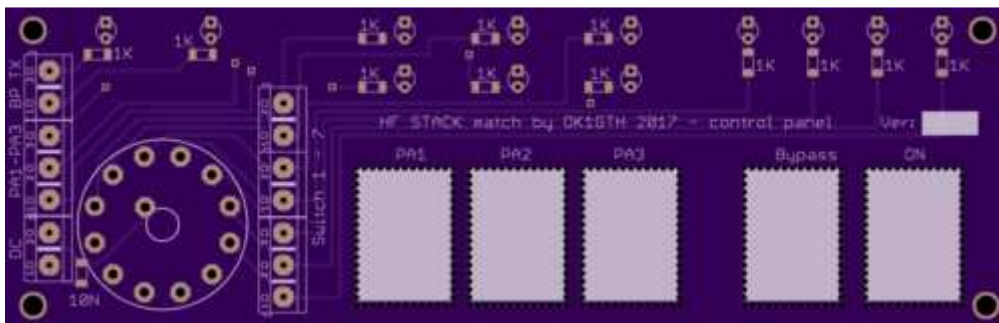 1K
1K
1K
1K
1K
1K
1K
1K
1K
1K
1K
1K
BP TX
PA1-PA3
DC
10N
Switch 1 - 7
HF STACK match by OK1GTH 2017 - control panel
Ver:
PA1
PA2
PA3
Bypass
ON